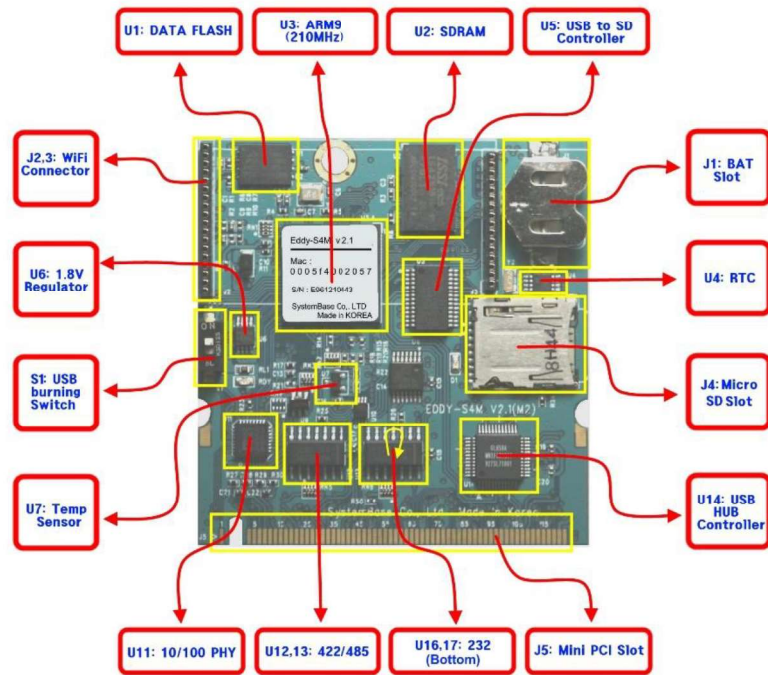 U1: DATA FLASH
U3: ARM9
(210MHz)
U2: SDRAM
U5: USB to SD
Controller
J2,3: WiFi
Connector
J1: BAT
Slot
Eddy-S4M v2.1
Mac :
0005f4002057
S/N : E061210443
SystemBase Co., LTD
Made in KOREA
U6: 1.8V
Regulator
U4: RTC
S1: USB
burning
Switch
8H44
J4: Micro
SD Slot
EDDY-S4M V2.1(M2)
U7: Temp
Sensor
U14: USB
HUB
Controller
SystemBase Co., Ltd. Made in Korea
U11: 10/100 PHY
U12,13: 422/485
U16,17: 232
(Bottom)
J5: Mini PCI Slot